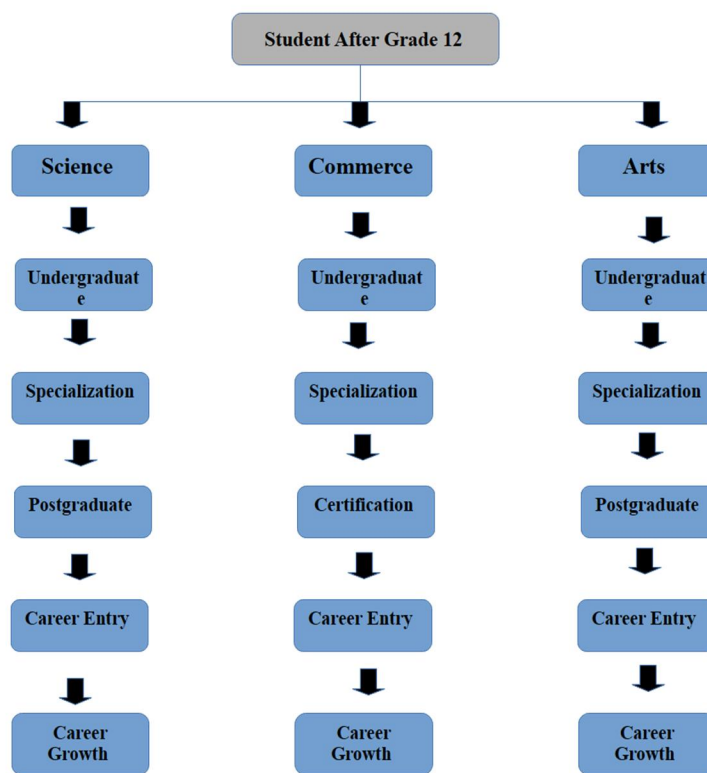 Student After Grade 12
Science
Commerce
Arts
Undergraduat
e
Undergraduat
e
Undergraduat
e
Specialization
Specialization
Specialization
Postgraduate
Certification
Postgraduate
Career Entry
Career Entry
Career Entry
Career
Growth
Career
Growth
Career
Growth